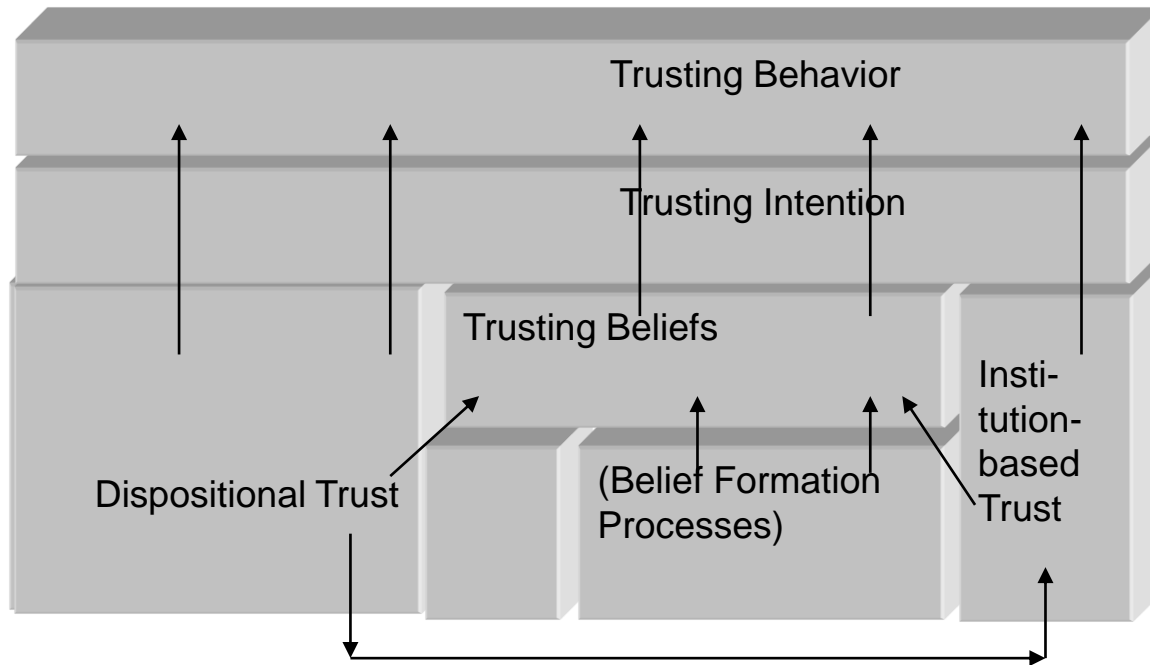 Trusting Behavior
Trusting Intention
Trusting Beliefs
Insti-
tution-
based
Trust
Dispositional Trust
(Belief Formation
Processes)